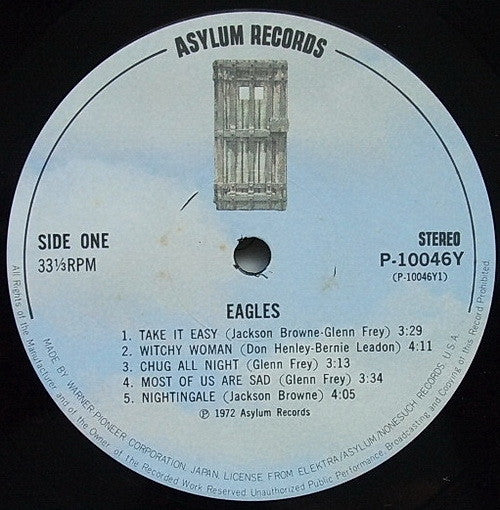 ASYLUM RECORDS
SIDE ONE
33⅓RPM
STEREO
P-10046Y
(P-10046Y1)
EAGLES
1. TAKE IT EASY (Jackson Browne-Glenn Frey) 3:29
2. WITCHY WOMAN (Don Henley-Bernie Leadon) 4:11
3. CHUG ALL NIGHT (Glenn Frey) 3:13
4. MOST OF US ARE SAD (Glenn Frey) 3:34
5. NIGHTINGALE (Jackson Browne) 4:05
℗ 1972 Asylum Records
MADE BY WARNER-PIONEER CORPORATION, JAPAN. LICENSE FROM ELEKTRA/ASYLUM/NONESUCH RECORDS, U.S.A.
All Rights of the Manufacturer and of the Owner of the Recorded Work Reserved. Unauthorized Public Performance, Broadcasting and Copying of this Record Prohibited.